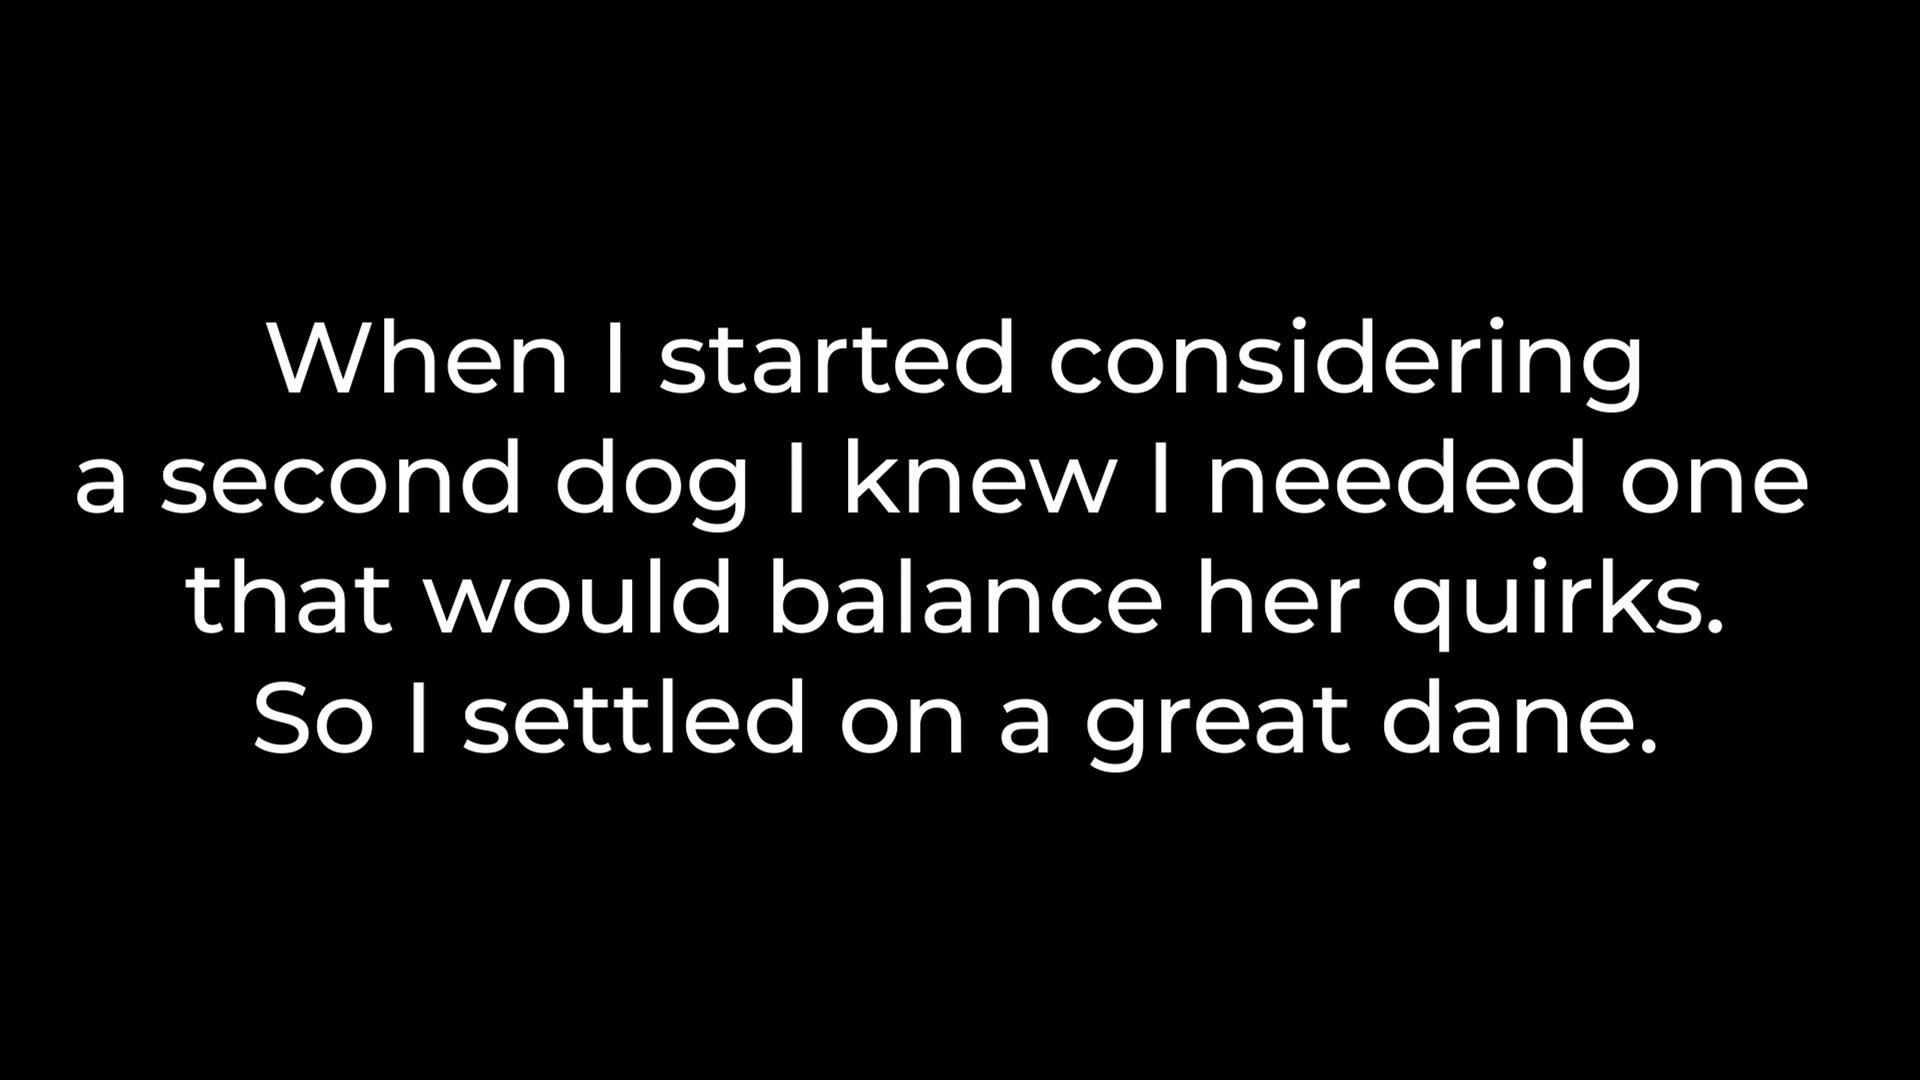 When I started considering
a second dog I knew I needed one
that would balance her quirks.
So I settled on a great dane.